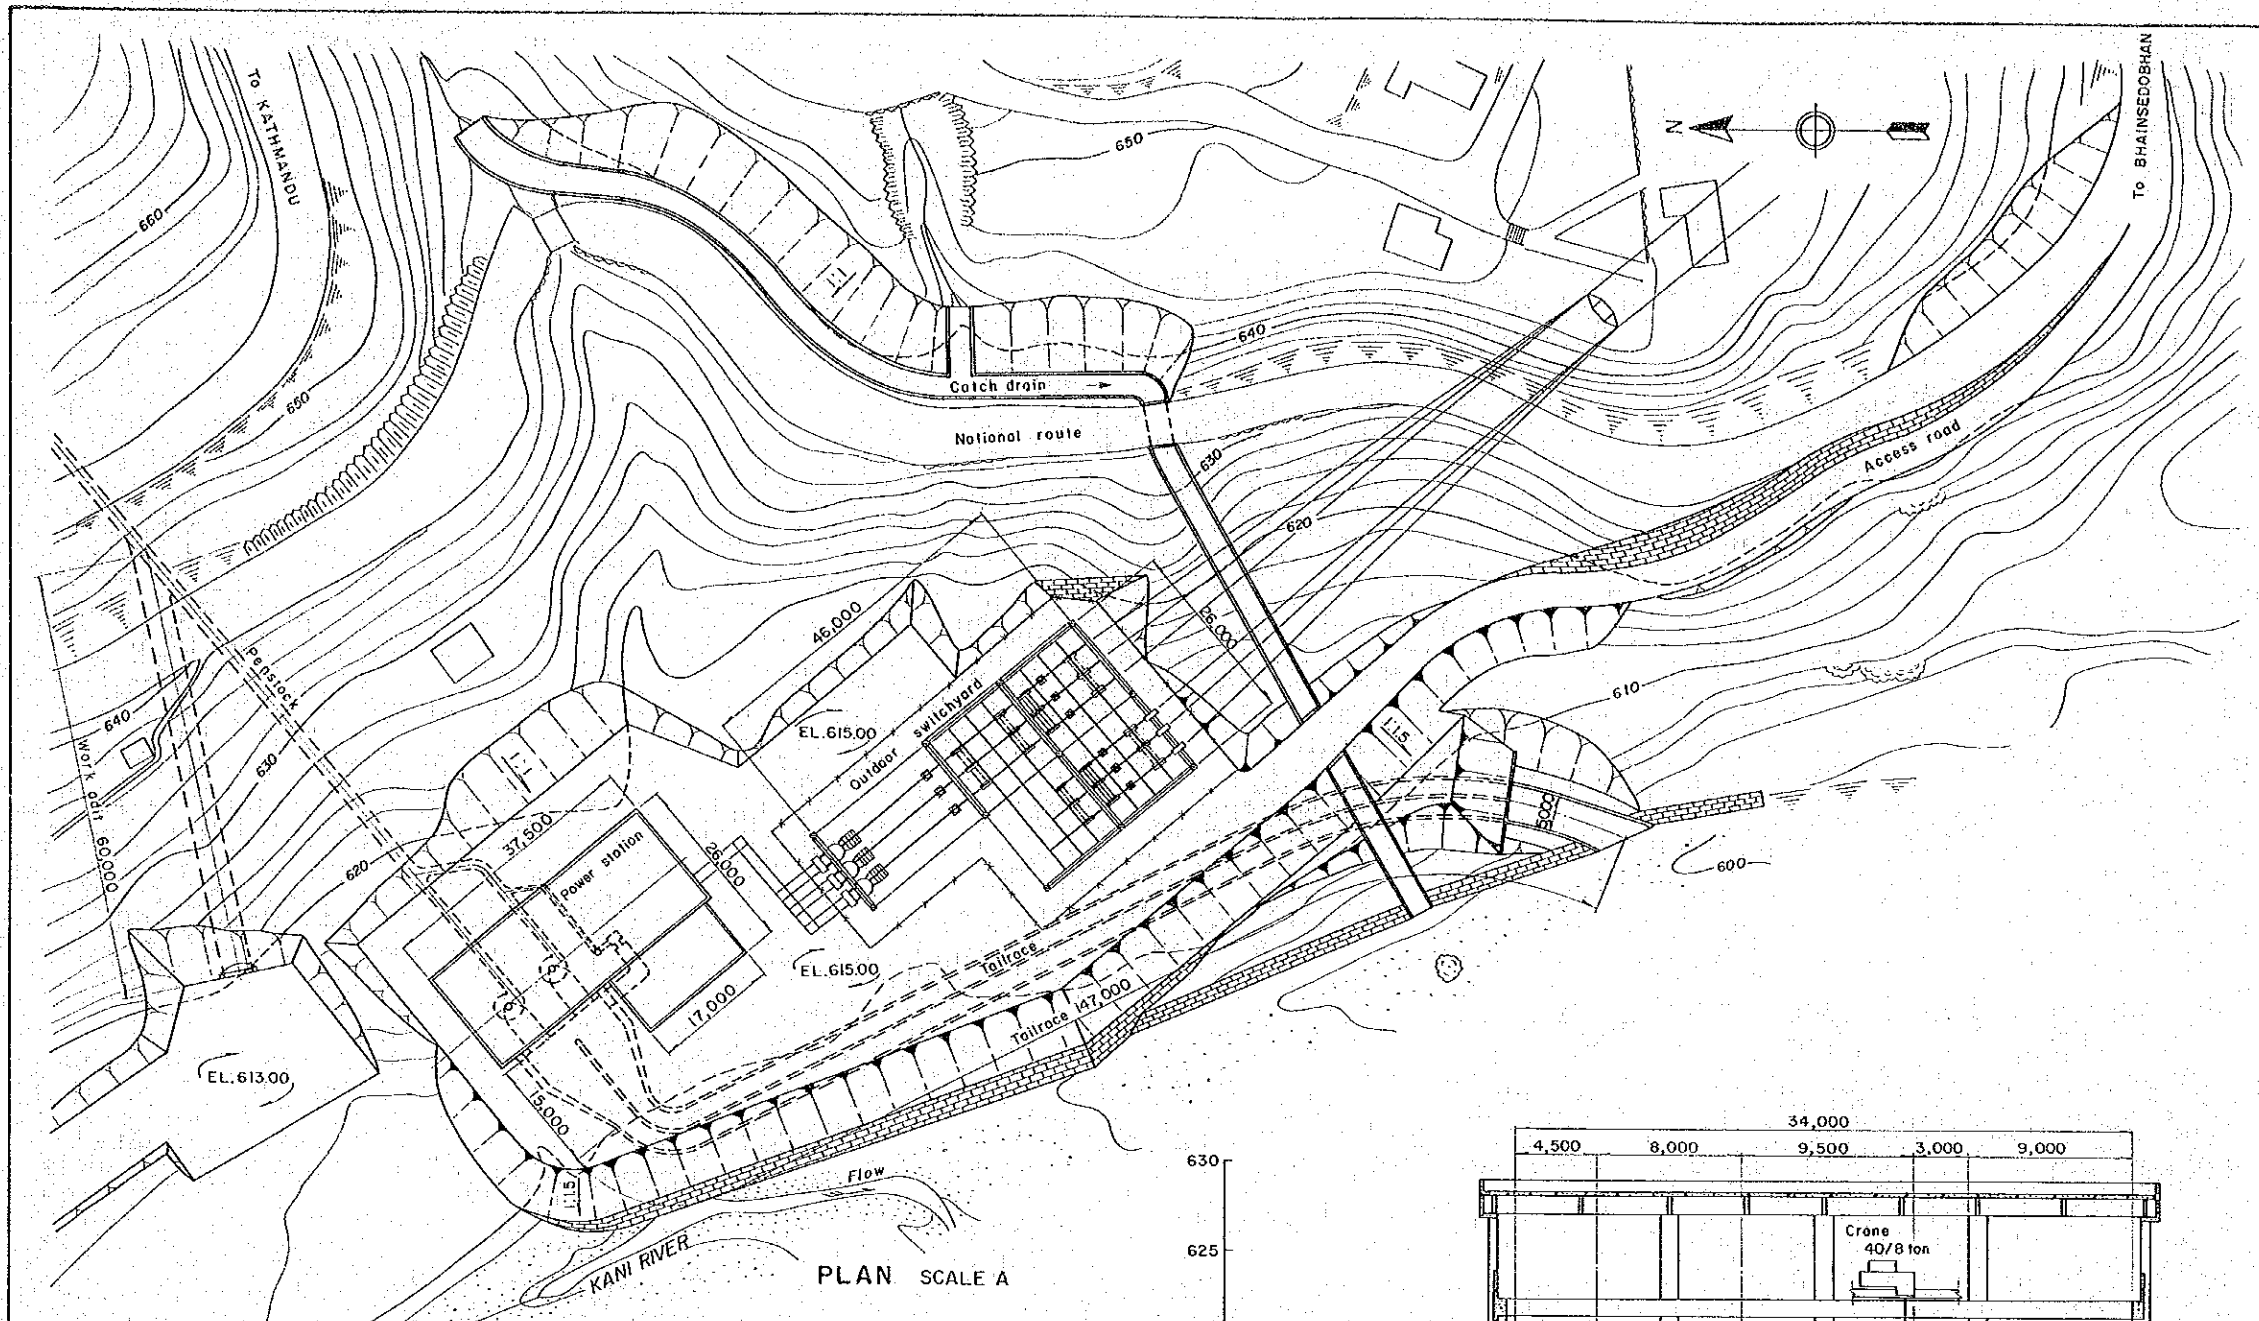 To KATHMANDU
To BHAINSEDOBHAN
N
660
650
650
1:1
640
Catch drain
National route
630
620
Access road
46,000
26,000
Penstock
640
Work adit 60,000
630
EL.615.00
Outdoor switchyard
610
1:1
1:1.5
37,500
Power station
26,000
5000
600
620
EL.615.00
Tailrace
17,000
Tailrace 147,000
EL.613.00
15,000
1:1.5
Flow
KANI RIVER
PLAN SCALE A
630
625
34,000
4,500 8,000 9,500 3,000 9,000
Crane
40/8 ton